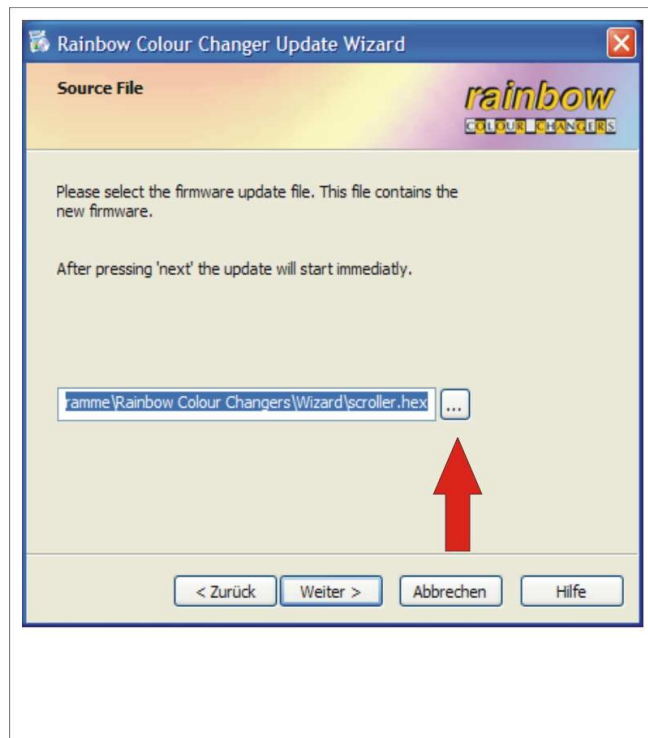 Rainbow Colour Changer Update Wizard
Source File
rainbow
COLOUR CHANGERS
Please select the firmware update file. This file contains the
new firmware.
After pressing 'next' the update will start immediatly.
ramme\Rainbow Colour Changers\Wizard\scroller.hex
...
< Zurück
Weiter >
Abbrechen
Hilfe